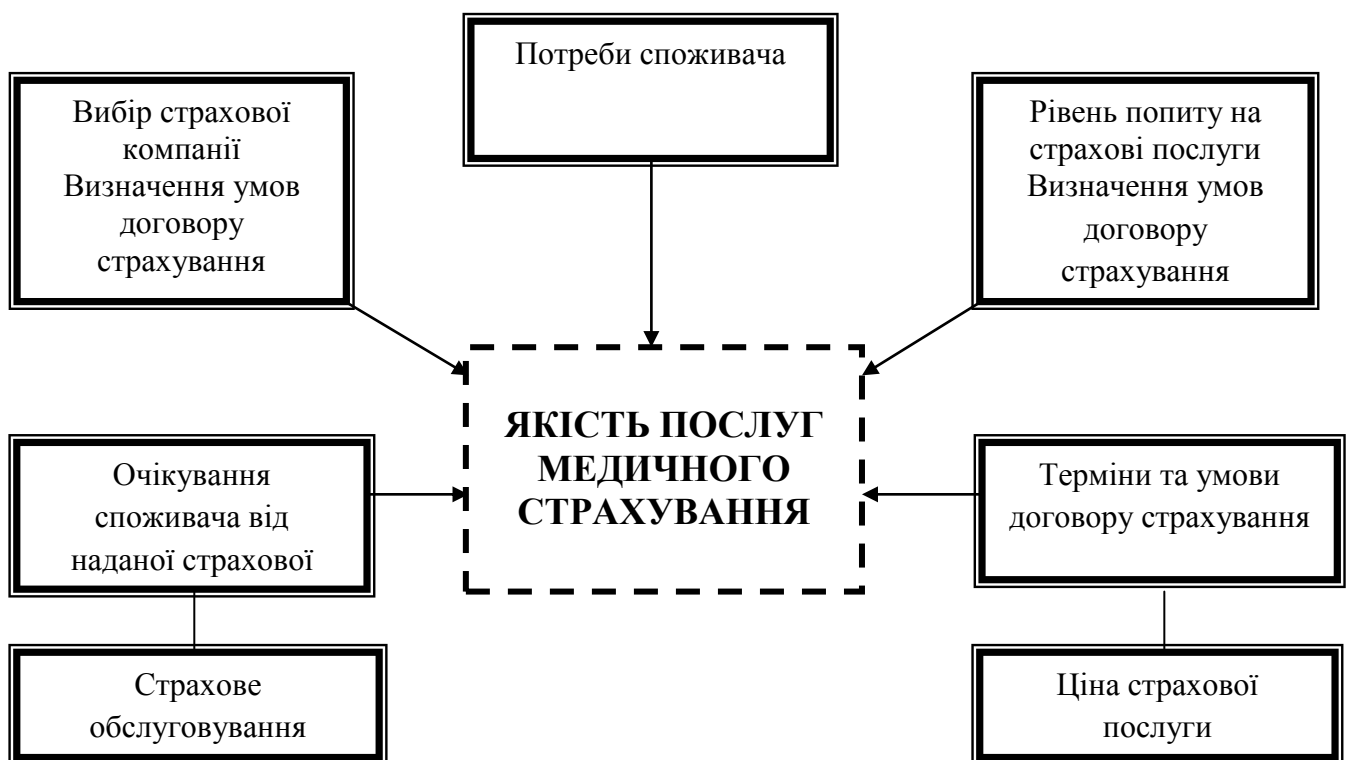 Потреби споживача
Вибір страхової
компанії
Визначення умов
договору
страхування
Рівень попиту на
страхові послуги
Визначення умов
договору
страхування
ЯКІСТЬ ПОСЛУГ
МЕДИЧНОГО
СТРАХУВАННЯ
Очікування
споживача від
наданої страхової
Терміни та умови
договору страхування
Страхове
обслуговування
Ціна страхової
послуги